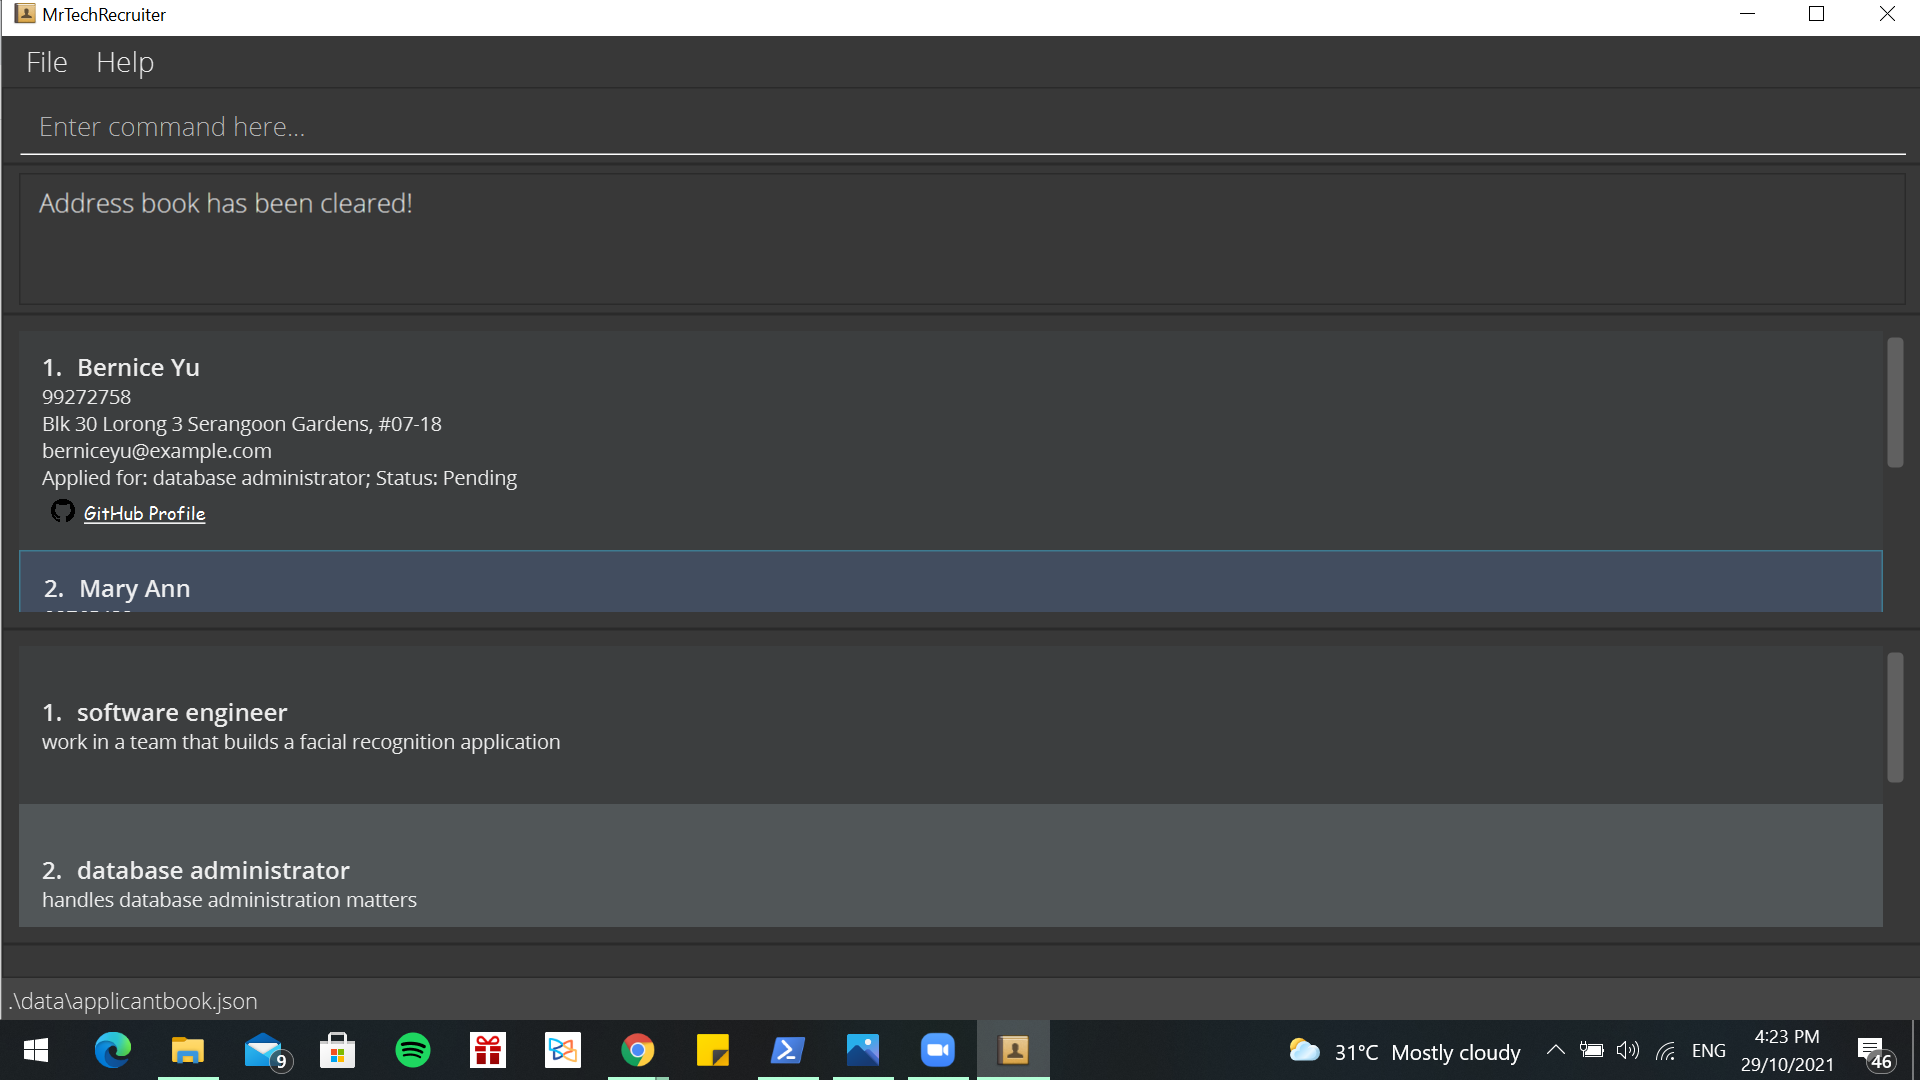 MrTechRecruiter
File Help
Enter command here...
Address book has been cleared!
1. Bernice Yu
99272758
Blk 30 Lorong 3 Serangoon Gardens, #07-18
berniceyu@example.com
Applied for: database administrator; Status: Pending
GitHub Profile
2. Mary Ann
1. software engineer
work in a team that builds a facial recognition application
2. database administrator
handles database administration matters
.\data\applicantbook.json
9
31°C Mostly cloudy
ENG
4:23 PM
29/10/2021
46